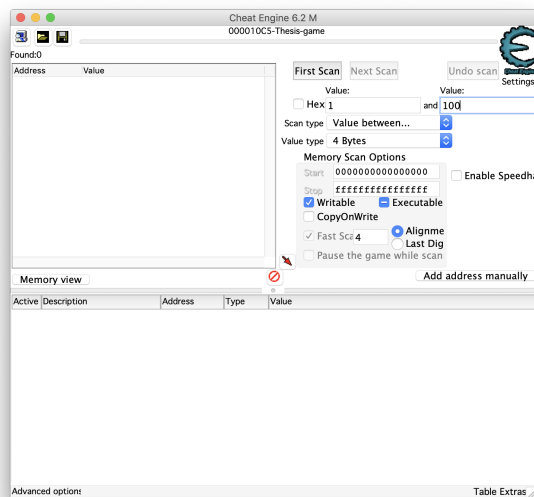 Cheat Engine 6.2 M
000010C5-Thesis-game
Found:0
Address Value
First Scan Next Scan Undo scan
Cheat Engine
Settings
Value: Value:
Hex 1 and 100
Scan type Value between...
Value type 4 Bytes
Memory Scan Options
Start 0000000000000000
Stop ffffffffffffffff
Enable Speedha
Writable Executable
CopyOnWrite
Fast Sca 4 Alignme
Last Dig
Pause the game while scan
Memory view Add address manually
Active Description Address Type Value
Advanced options Table Extras